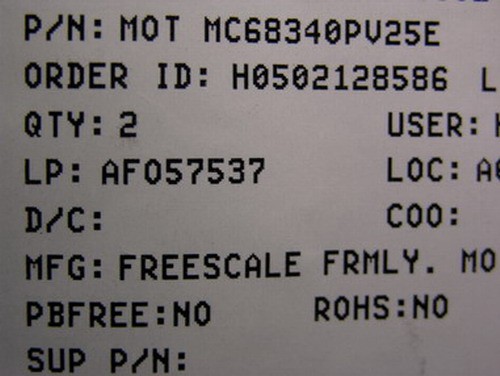 P/N: MOT MC68340PV25E
ORDER ID: H0502128586 L
QTY: 2 USER:
LP: AF057537 LOC: A
D/C: COO:
MFG: FREESCALE FRMLY. MO
PBFREE:NO ROHS:NO
SUP P/N: